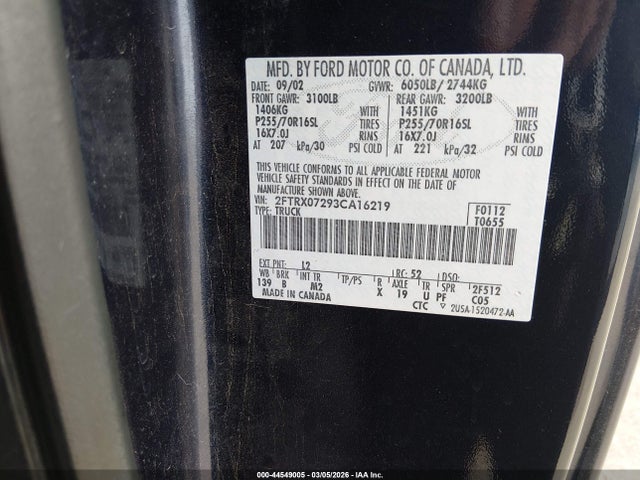 MFD. BY FORD MOTOR CO. OF CANADA, LTD.
DATE: 09/02 GVWR: 6050LB/ 2744KG
FRONT GAWR: 3100LB REAR GAWR: 3200LB
1406KG WITH 1451KG WITH
P255/70R16SL TIRES P255/70R16SL TIRES
16X7.0J RIMS 16X7.0J RIMS
AT 207 kPa/30 PSI COLD AT 221 kPa/32 PSI COLD
THIS VEHICLE CONFORMS TO ALL APPLICABLE FEDERAL MOTOR
VEHICLE SAFETY STANDARDS IN EFFECT ON THE DATE OF
MANUFACTURE SHOWN ABOVE.
VIN: 2FTRX07293CA16219 F0112
TYPE: TRUCK T0655
EXT PNT: L2 RC: 52 DSO:
WB BRK INT TR TP/PS R AXLE TR SPR 2F512
139 B M2 X 19 U PF C05
MADE IN CANADA CTC 2U5A-1520472-AA
000-44549005 - 03/05/2026 - IAA Inc.